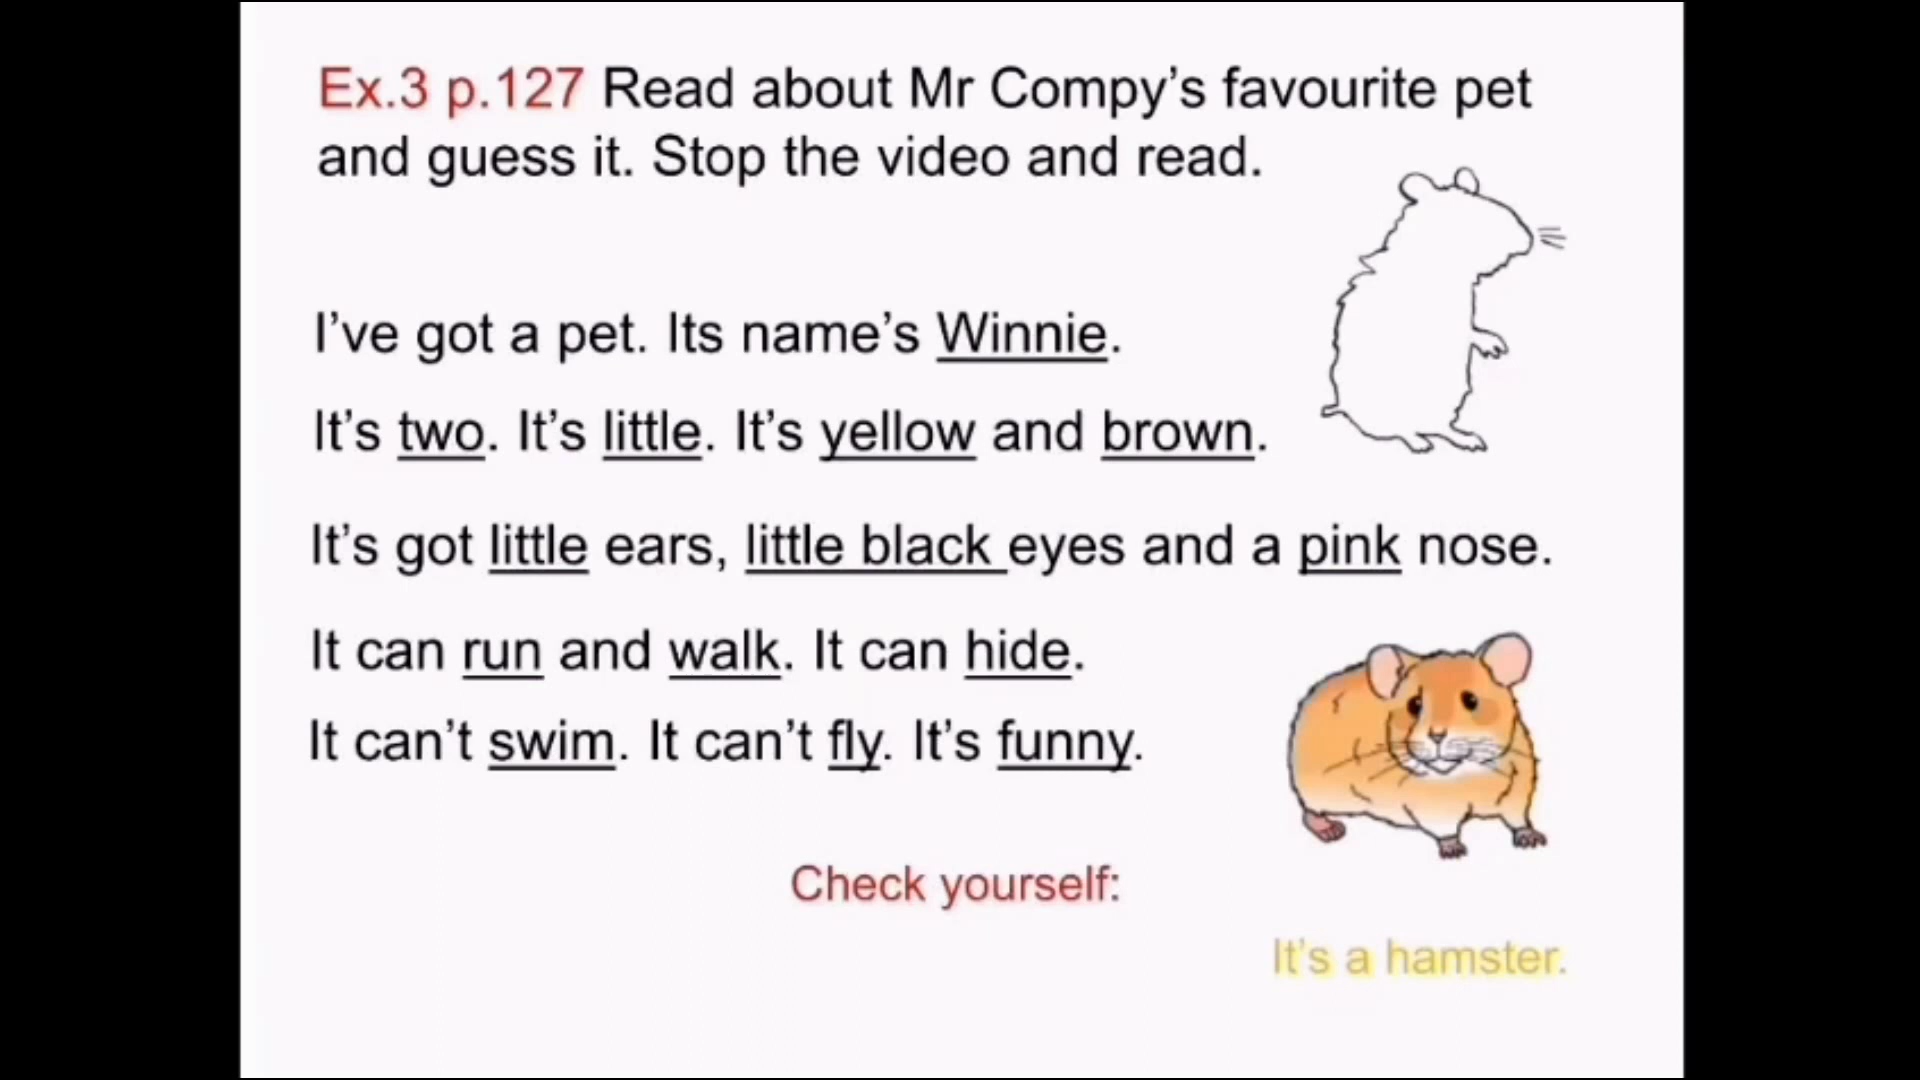 Ex.3 p.127 Read about Mr Compy’s favourite pet
and guess it. Stop the video and read.
I’ve got a pet. Its name’s Winnie.
It’s two. It’s little. It’s yellow and brown.
It’s got little ears, little black eyes and a pink nose.
It can run and walk. It can hide.
It can’t swim. It can’t fly. It’s funny.
Check yourself:
It’s a hamster.